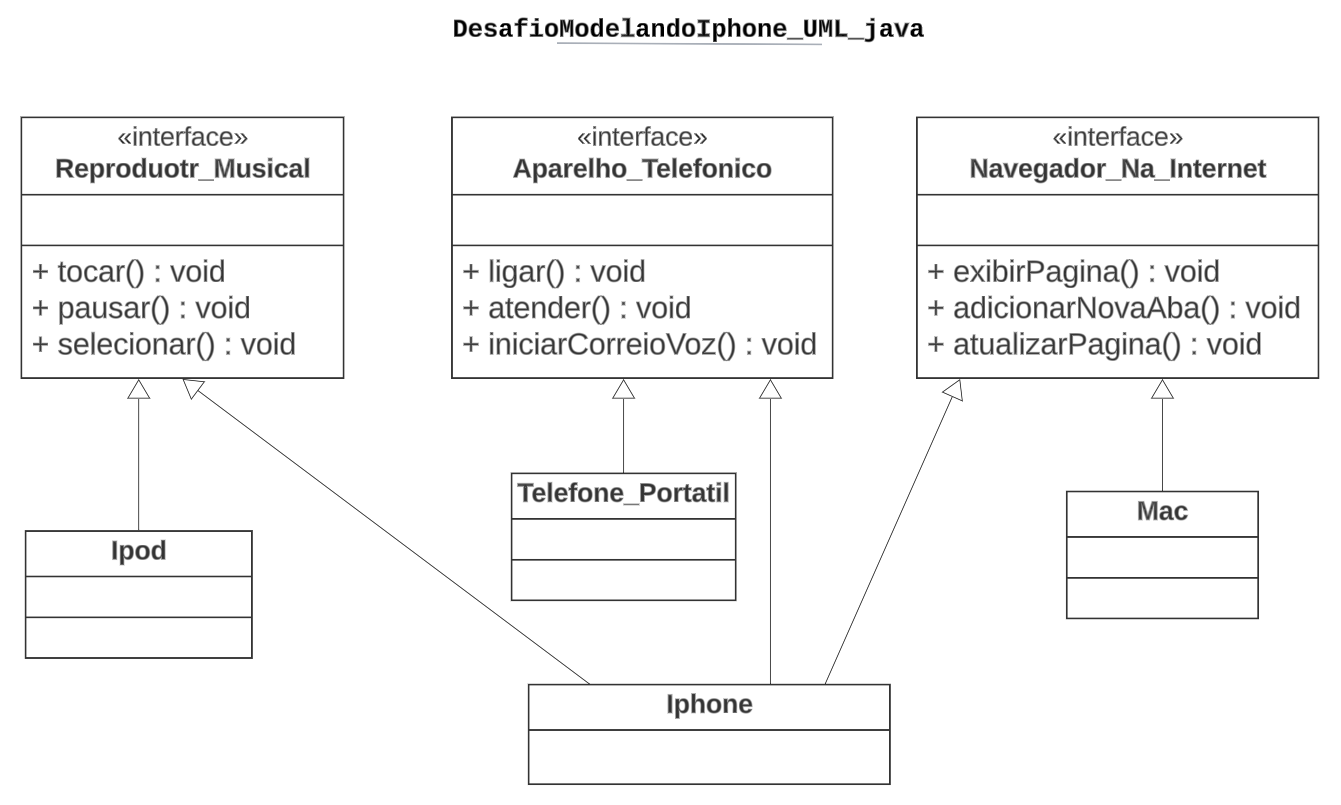 DesafioModelandoIphone_UML_java
«interface»
Reproduotr_Musical
+ tocar() : void
+ pausar() : void
+ selecionar() : void
«interface»
Aparelho_Telefonico
+ ligar() : void
+ atender() : void
+ iniciarCorreioVoz() : void
«interface»
Navegador_Na_Internet
+ exibirPagina() : void
+ adicionarNovaAba() : void
+ atualizarPagina() : void
Ipod
Telefone_Portatil
Mac
Iphone